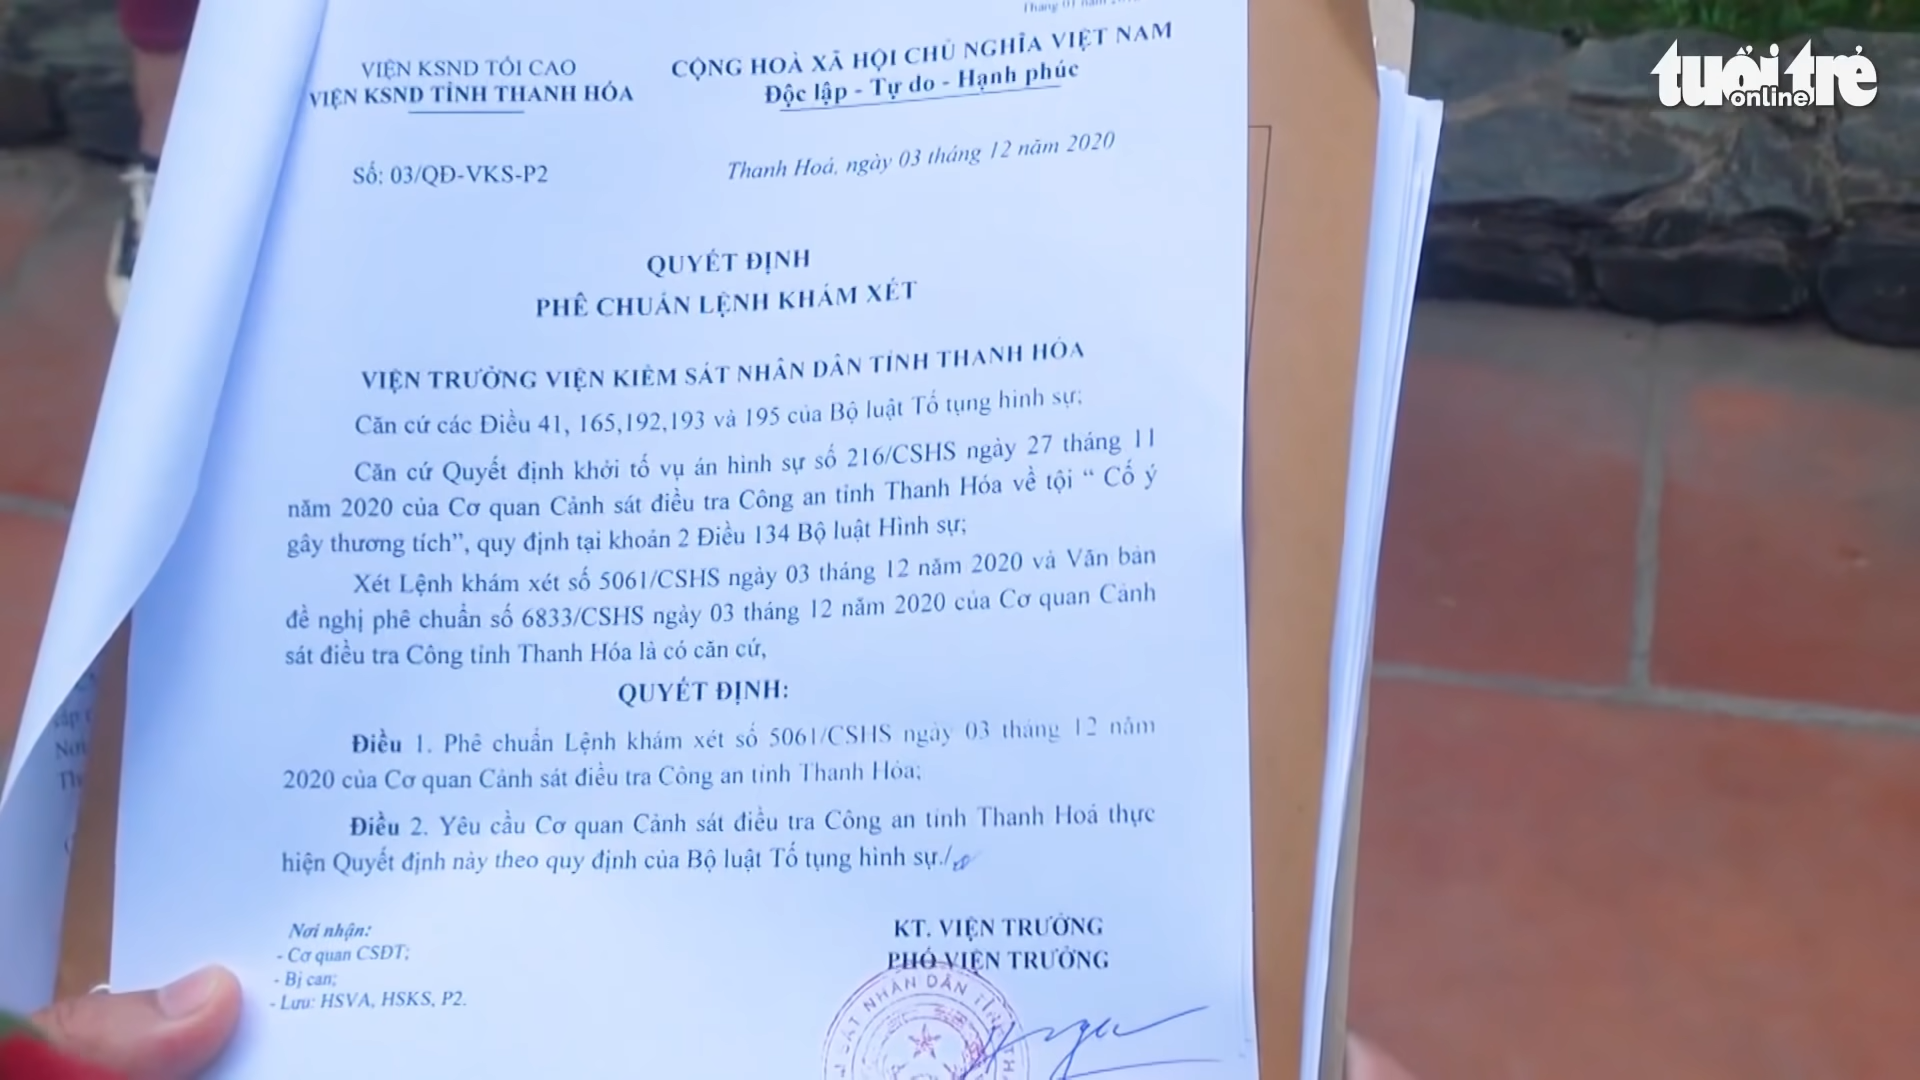 tuổi trẻ
online
VIỆN KSND TỐI CAO
VIỆN KSND TỈNH THANH HÓA
CỘNG HOÀ XÃ HỘI CHỦ NGHĨA VIỆT NAM
Độc lập - Tự do - Hạnh phúc
Số: 03/QĐ-VKS-P2
Thanh Hoá, ngày 03 tháng 12 năm 2020
QUYẾT ĐỊNH
PHÊ CHUẨN LỆNH KHÁM XÉT
VIỆN TRƯỞNG VIỆN KIỂM SÁT NHÂN DÂN TỈNH THANH HÓA
Căn cứ các Điều 41, 165,192,193 và 195 của Bộ luật Tố tụng hình sự;
Căn cứ Quyết định khởi tố vụ án hình sự số 216/CSHS ngày 27 tháng 11
năm 2020 của Cơ quan Cảnh sát điều tra Công an tỉnh Thanh Hóa về tội “ Cố ý
gây thương tích”, quy định tại khoản 2 Điều 134 Bộ luật Hình sự;
Xét Lệnh khám xét số 5061/CSHS ngày 03 tháng 12 năm 2020 và Văn bản
đề nghị phê chuẩn số 6833/CSHS ngày 03 tháng 12 năm 2020 của Cơ quan Cảnh
sát điều tra Công tỉnh Thanh Hóa là có căn cứ,
QUYẾT ĐỊNH:
Điều 1. Phê chuẩn Lệnh khám xét số 5061/CSHS ngày 03 tháng 12 năm
2020 của Cơ quan Cảnh sát điều tra Công an tỉnh Thanh Hóa;
Điều 2. Yêu cầu Cơ quan Cảnh sát điều tra Công an tỉnh Thanh Hoá thực
hiện Quyết định này theo quy định của Bộ luật Tố tụng hình sự./
Nơi nhận:
- Cơ quan CSĐT;
- Bị can;
- Lưu: HSVA, HSKS, P2.
KT. VIỆN TRƯỞNG
PHÓ VIỆN TRƯỞNG
SÁT NHÂN DÂN TỈNH